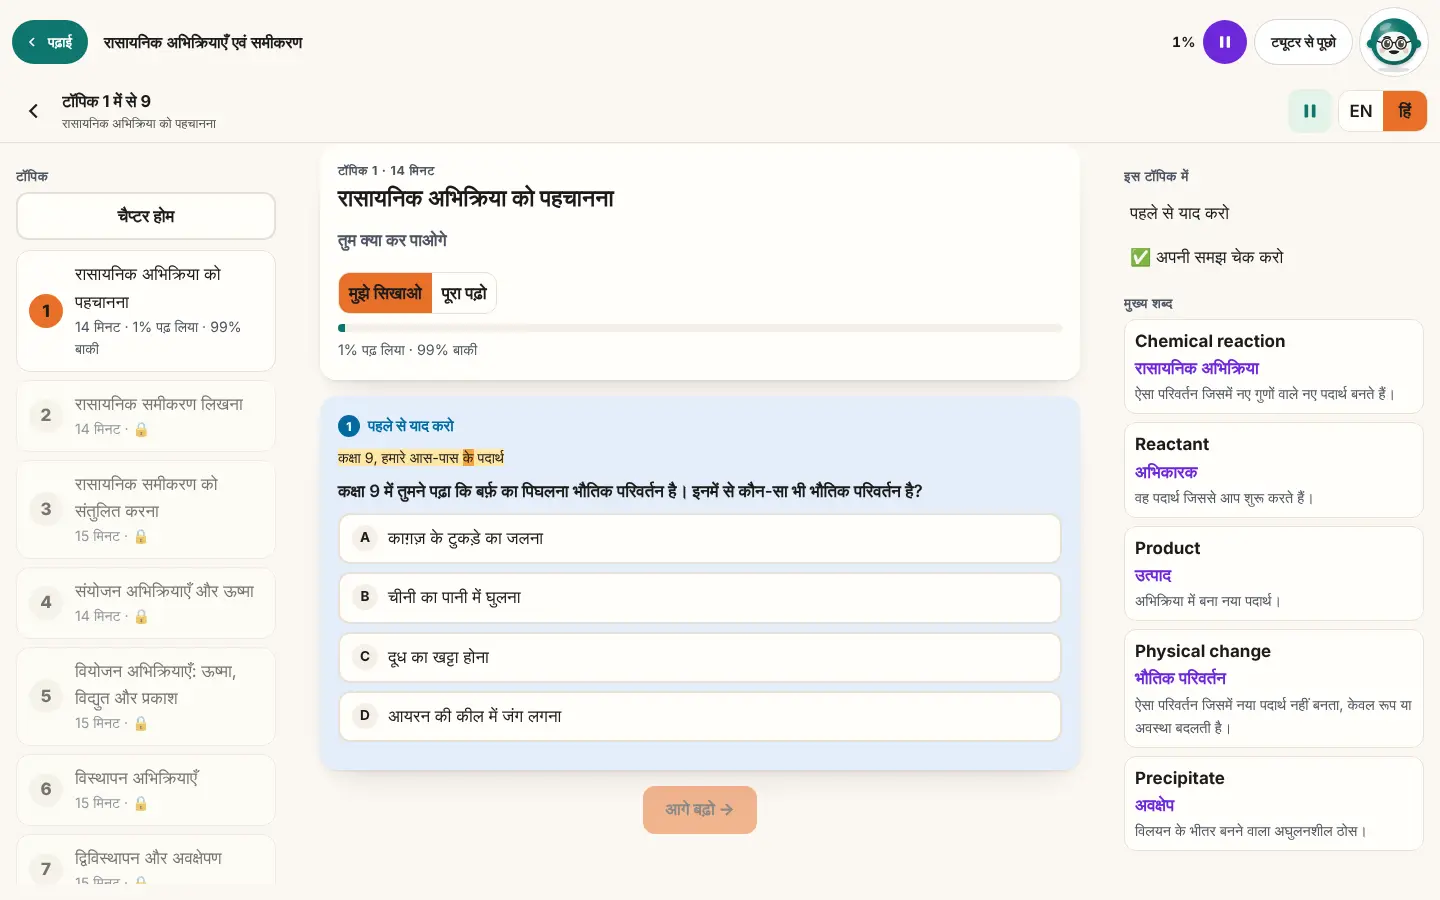 पढ़ाई
रासायनिक अभिक्रियाएँ एवं समीकरण
1%
ट्यूटर से पूछो
टॉपिक 1 में से 9
रासायनिक अभिक्रिया को पहचानना
EN
हिं
टॉपिक
चैप्टर होम
1
रासायनिक अभिक्रिया को
पहचानना
14 मिनट · 1% पढ़ लिया · 99%
बाकी
2
रासायनिक समीकरण लिखना
14 मिनट ·
3
रासायनिक समीकरण को
संतुलित करना
15 मिनट ·
4
संयोजन अभिक्रियाएँ और ऊष्मा
14 मिनट ·
5
वियोजन अभिक्रियाएँ: ऊष्मा,
विद्युत और प्रकाश
15 मिनट ·
6
विस्थापन अभिक्रियाएँ
15 मिनट ·
7
द्विविस्थापन और अवक्षेपण
15 मिनट ·
टॉपिक 1 · 14 मिनट
रासायनिक अभिक्रिया को पहचानना
तुम क्या कर पाओगे
मुझे सिखाओ
पूरा पढ़ो
1% पढ़ लिया · 99% बाकी
1 पहले से याद करो
कक्षा 9, हमारे आस-पास के पदार्थ
कक्षा 9 में तुमने पढ़ा कि बर्फ़ का पिघलना भौतिक परिवर्तन है। इनमें से कौन-सा भी भौतिक परिवर्तन है?
A काग़ज़ के टुकड़े का जलना
B चीनी का पानी में घुलना
C दूध का खट्टा होना
D आयरन की कील में जंग लगना
आगे बढ़ो →
इस टॉपिक में
पहले से याद करो
✅ अपनी समझ चेक करो
मुख्य शब्द
Chemical reaction
रासायनिक अभिक्रिया
ऐसा परिवर्तन जिसमें नए गुणों वाले नए पदार्थ बनते हैं।
Reactant
अभिकारक
वह पदार्थ जिससे आप शुरू करते हैं।
Product
उत्पाद
अभिक्रिया में बना नया पदार्थ।
Physical change
भौतिक परिवर्तन
ऐसा परिवर्तन जिसमें नया पदार्थ नहीं बनता, केवल रूप या
अवस्था बदलती है।
Precipitate
अवक्षेप
विलयन के भीतर बनने वाला अघुलनशील ठोस।